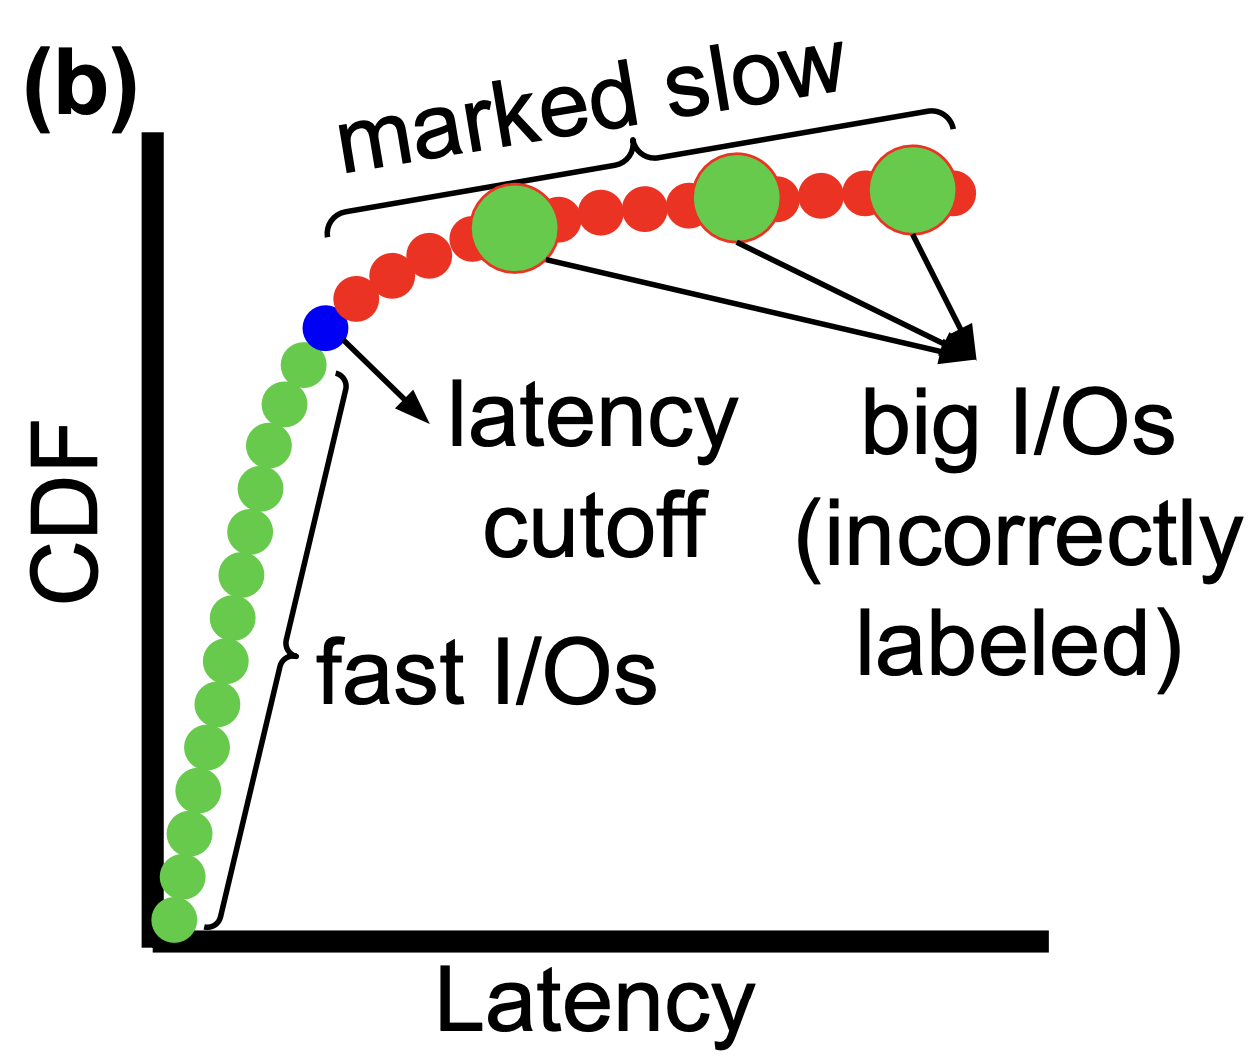 (b)
marked slow
latency
cutoff
big I/Os
(incorrectly
labeled)
fast I/Os
CDF
Latency